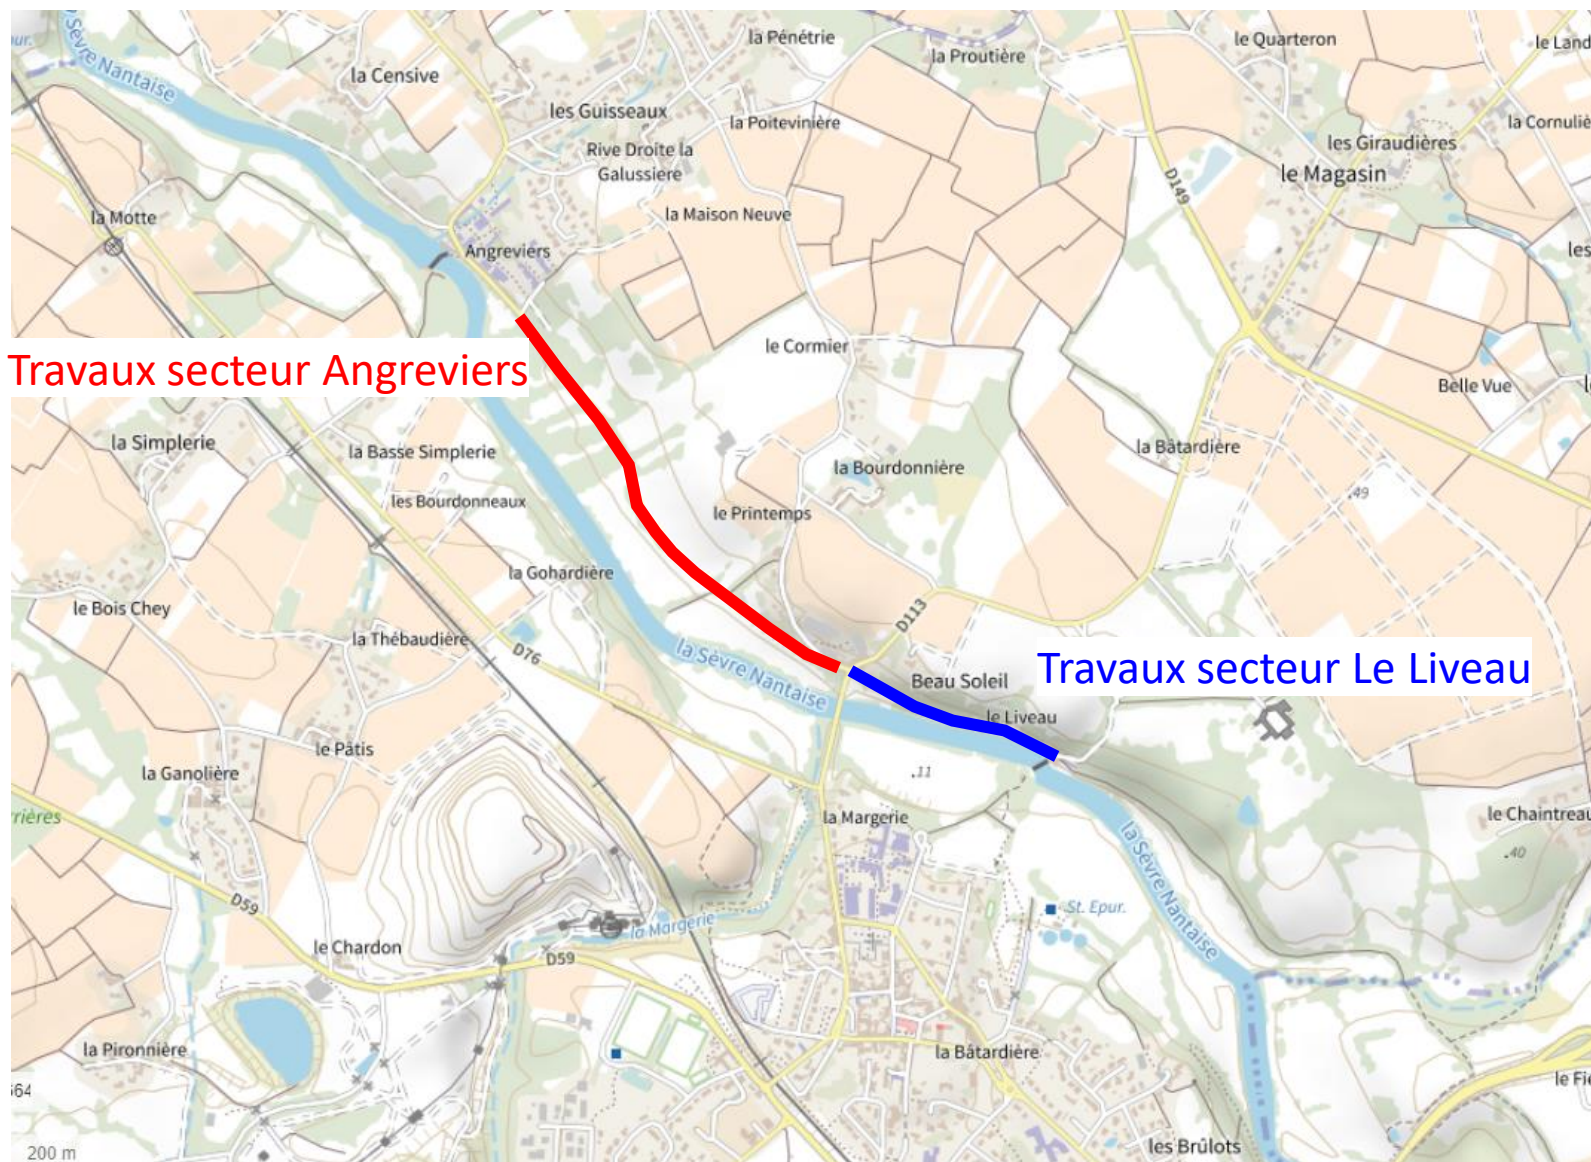 la Pénétrie
le Quarteron
le Land
la Proutière
Sèvre Nantaise
la Censive
les Guisseaux
la Poitevinière
la Cornuliè
les Giraudières
Rive Droite la
Galussière
le Magasin
D149
la Motte
la Maison Neuve
Angreviers
les
le Cormier
Travaux secteur Angreviers
Belle Vue
la Simplerie
la Basse Simplerie
la Bâtardière
la Bourdonnière
les Bourdonneaux
49
le Printemps
la Gohardière
le Bois Chey
D113
la Thébaudière
D76
la Sèvre Nantaise
Travaux secteur Le Liveau
Beau Soleil
le Liveau
le Pâtis
la Ganolière
.11
rières
la Margerie
le Chaintreau
la Sèvre Nantaise
.40
D59
St. Epur.
la Margerie
le Chardon
D59
la Pironnière
la Bâtardière
le Fie
64
200 m
les Brûlots